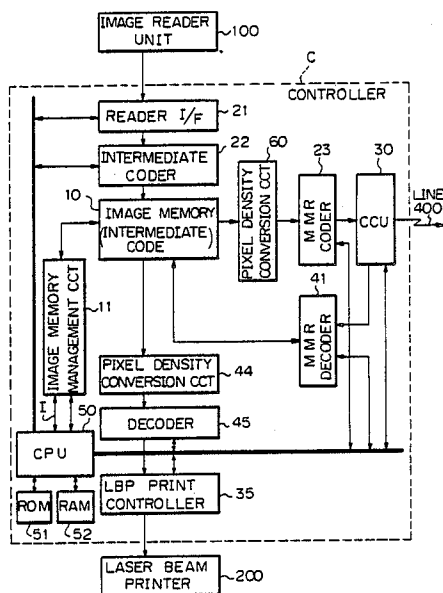 IMAGE READER
UNIT
100
C
CONTROLLER
READER I/F
21
INTERMEDIATE
CODER
22
60
23
30
10
IMAGE MEMORY
(INTERMEDIATE)
CODE
PIXEL DENSITY
CONVERSION CCT
MMR
CODER
CCU
LINE
400
41
MMR
DECODER
IMAGE MEMORY
MANAGEMENT CCT
11
PIXEL DENSITY
CONVERSION CCT
44
I
50
DECODER
45
CPU
LBP PRINT
CONTROLLER
35
ROM
51
RAM
52
LASER BEAM
PRINTER
200